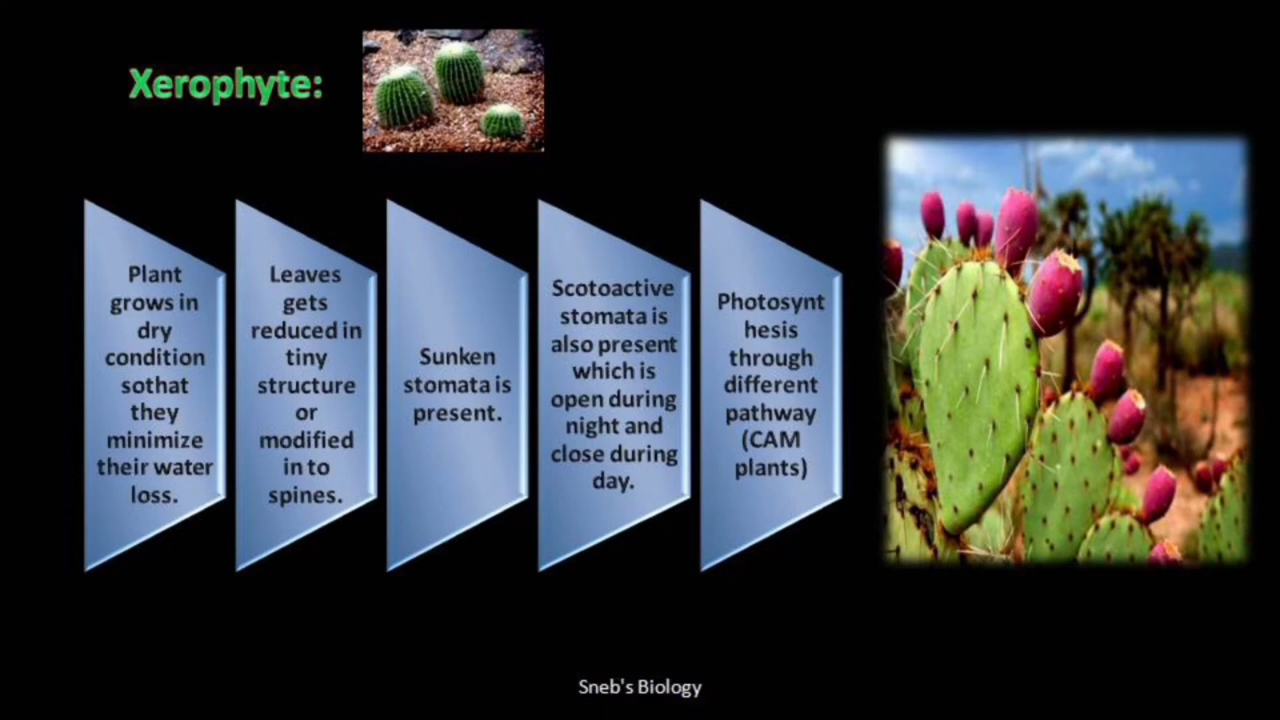 Xerophyte:
Plant
grows in
dry
condition
sothat
they
minimize
their water
loss.
Leaves
gets
reduced in
tiny
structure
or
modified
in to
spines.
Sunken
stomata is
present.
Scotoactive
stomata is
also present
which is
open during
night and
close during
day.
Photosynt
hesis
through
different
pathway
(CAM
plants)
Sneb's Biology